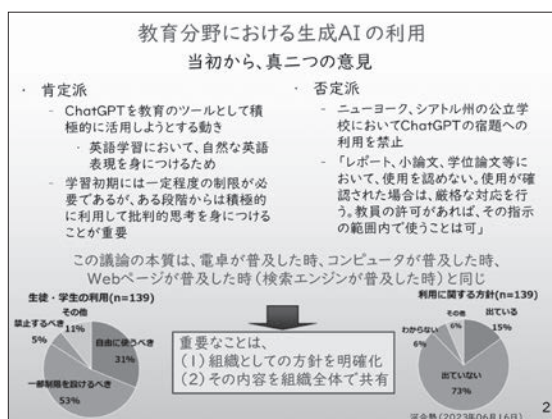 教育分野における生成AIの利用
当初から、真二つの意見
・ 肯定派
- ChatGPTを教育のツールとして積
極的に活用しようとする動き
・ 英語学習において、自然な英語
表現を身につけるため
- 学習初期には一定程度の制限が必
要であるが、ある段階からは積極的
に利用して批判的思考を身につける
ことが重要
・ 否定派
- ニューヨーク、シアトル州の公立学
校においてChatGPTの宿題への
利用を禁止
- 「レポート、小論文、学位論文等に
おいて、使用を認めない。使用が
確認された場合は、厳格な対応を
行う。教員の許可があれば、その指示
の範囲内で使うことは可」
この議論の本質は、電卓が普及した時、コンピュータが普及した時、
Webページが普及した時（検索エンジンが普及した時）と同じ
生徒・学生の利用(n=139)
その他
11%
禁止するべき
5%
自由に使うべき
31%
一部制限を設けるべき
53%
重要なことは、
(1)組織としての方針を明確化
(2)その内容を組織全体で共有
利用に関する方針(n=139)
その他
6%
出ている
15%
わからない
6%
出ていない
73%
河合塾(2023年06月16日)
2